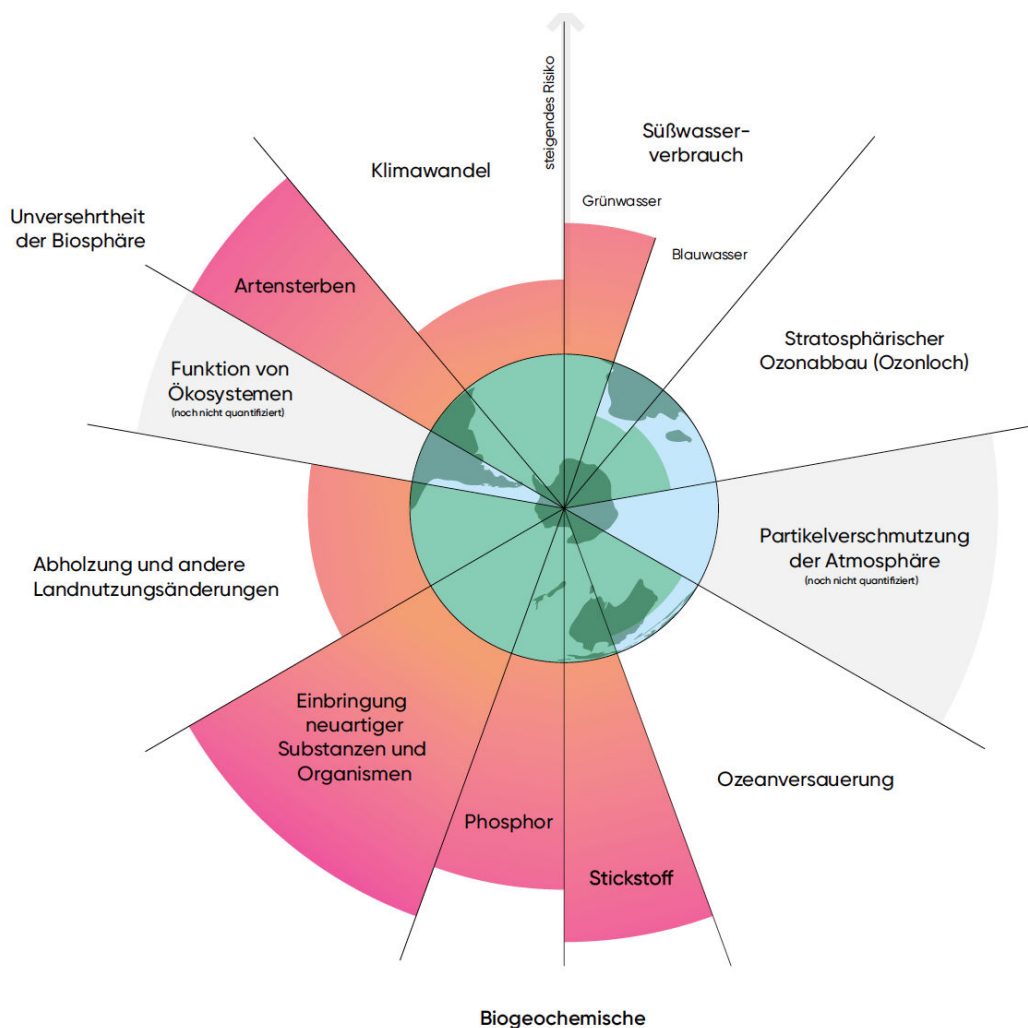 steigendes Risiko
Süßwasser-
verbrauch
Grünwasser
Blauwasser
Klimawandel
Unversehrtheit
der Biosphäre
Artensterben
Funktion von
Ökosystemen
(noch nicht quantifiziert)
Stratosphärischer
Ozonabbau (Ozonloch)
Partikelverschmutzung
der Atmosphäre
(noch nicht quantifiziert)
Abholzung und andere
Landnutzungsänderungen
Einbringung
neuartiger
Substanzen und
Organismen
Ozeanversauerung
Phosphor
Stickstoff
Biogeochemische